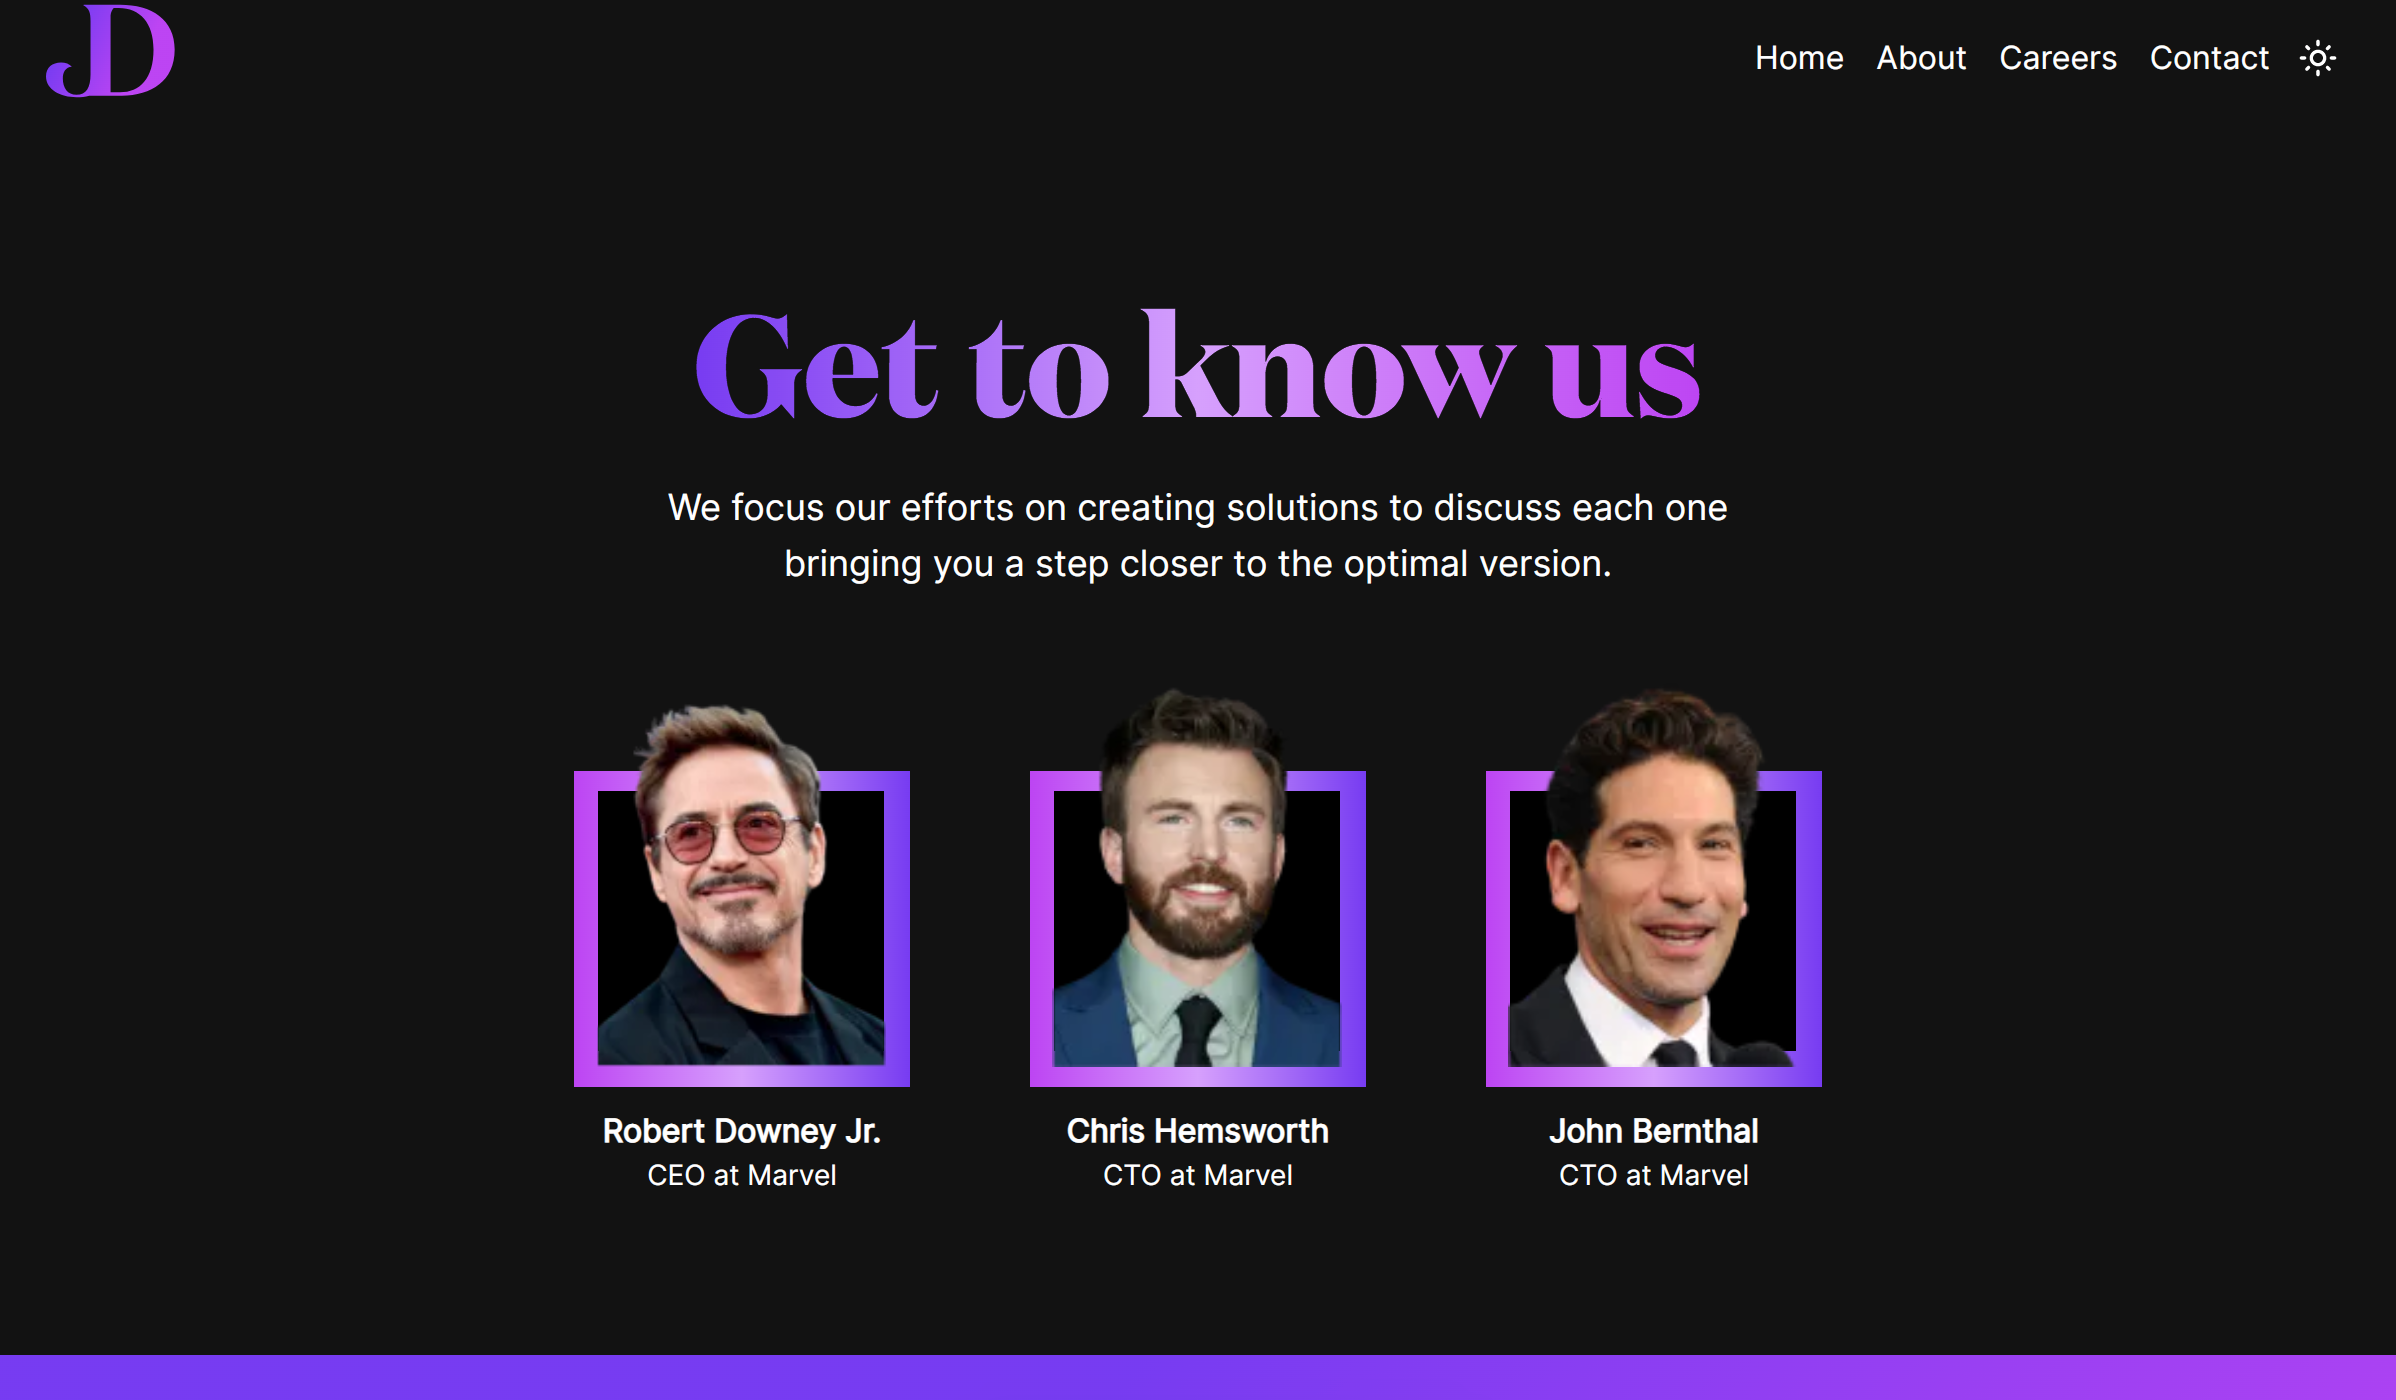 JD
Home About Careers Contact
Get to know us
We focus our efforts on creating solutions to discuss each one
bringing you a step closer to the optimal version.
Robert Downey Jr. Chris Hemsworth John Bernthal
CEO at Marvel CTO at Marvel CTO at Marvel